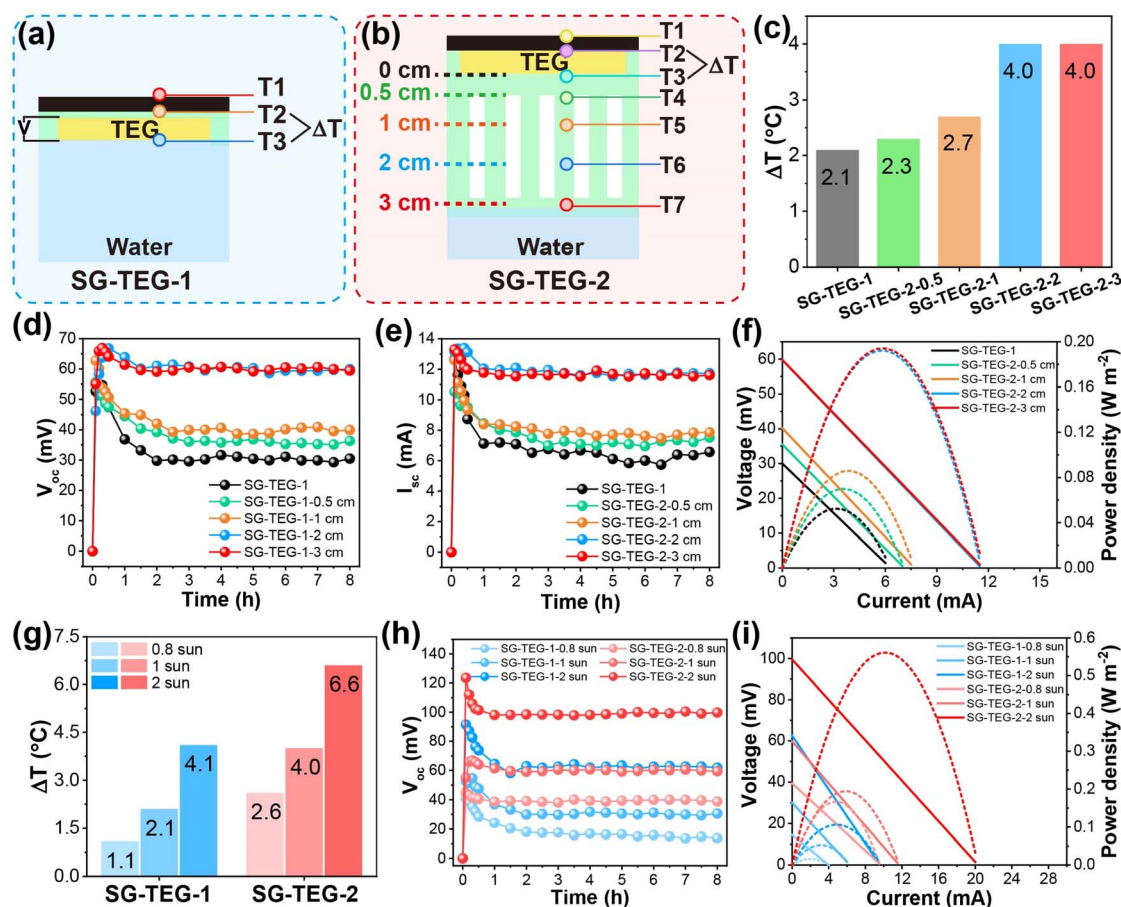 (a)
T1
T2
TEG
ΔT
T3
V
Water
SG-TEG-1
(b)
T1
T2
TEG
ΔT
0 cm
T3
0.5 cm
T4
1 cm
T5
2 cm
T6
3 cm
T7
Water
SG-TEG-2
(c)
ΔT (°C)
4
2
0
2.1
2.3
2.7
4.0
4.0
SG-TEG-1
SG-TEG-2-0.5
SG-TEG-2-1
SG-TEG-2-2
SG-TEG-2-3
(d)
Voc (mV)
70
60
50
40
30
20
10
0
SG-TEG-1
SG-TEG-1-0.5 cm
SG-TEG-1-1 cm
SG-TEG-1-2 cm
SG-TEG-1-3 cm
0 1 2 3 4 5 6 7 8
Time (h)
(e)
Isc (mA)
14
12
10
8
6
4
2
0
SG-TEG-1
SG-TEG-2-0.5 cm
SG-TEG-2-1 cm
SG-TEG-2-2 cm
SG-TEG-2-3 cm
0 1 2 3 4 5 6 7 8
Time (h)
(f)
Voltage (mV)
60
50
40
30
20
10
0
SG-TEG-1
SG-TEG-2-0.5 cm
SG-TEG-2-1 cm
SG-TEG-2-2 cm
SG-TEG-2-3 cm
0 3 6 9 12 15
Current (mA)
0.20
0.16
0.12
0.08
0.04
0.00
Power density (W m-2)
(g)
ΔT (°C)
7.5
6.0
4.5
3.0
1.5
0.0
0.8 sun
1 sun
2 sun
1.1
2.1
4.1
2.6
4.0
6.6
SG-TEG-1
SG-TEG-2
(h)
Voc (mV)
140
120
100
80
60
40
20
0
SG-TEG-1-0.8 sun SG-TEG-2-0.8 sun
SG-TEG-1-1 sun SG-TEG-2-1 sun
SG-TEG-1-2 sun SG-TEG-2-2 sun
0 1 2 3 4 5 6 7 8
Time (h)
(i)
Voltage (mV)
100
80
60
40
20
0
SG-TEG-1-0.8 sun
SG-TEG-1-1 sun
SG-TEG-1-2 sun
SG-TEG-2-0.8 sun
SG-TEG-2-1 sun
SG-TEG-2-2 sun
0 4 8 12 16 20 24 28
Current (mA)
0.6
0.5
0.4
0.3
0.2
0.1
0.0
Power density (W m-2)